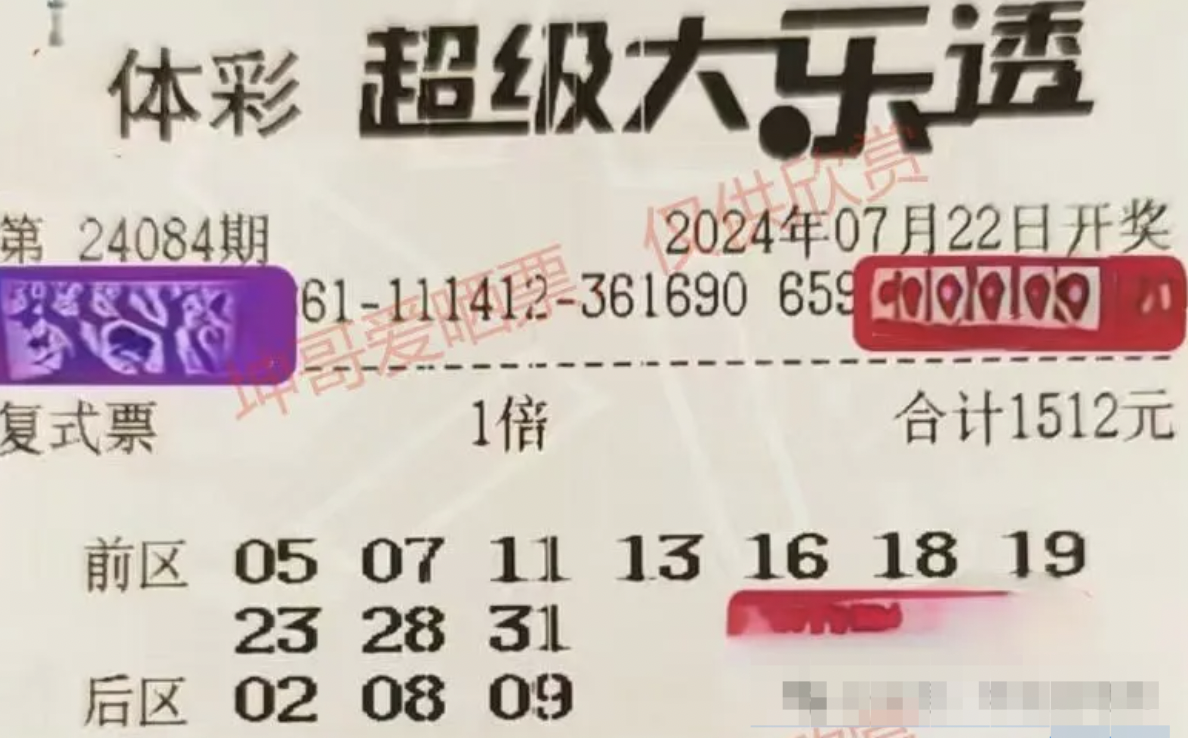 体彩 超级大乐透
仅供欣赏
第 24084期 2024年07月22日开奖
61-111412-361690 659
坤哥爱晒票
复式票 1倍 合计1512元
前区 05 07 11 13 16 18 19
23 28 31
后区 02 08 09